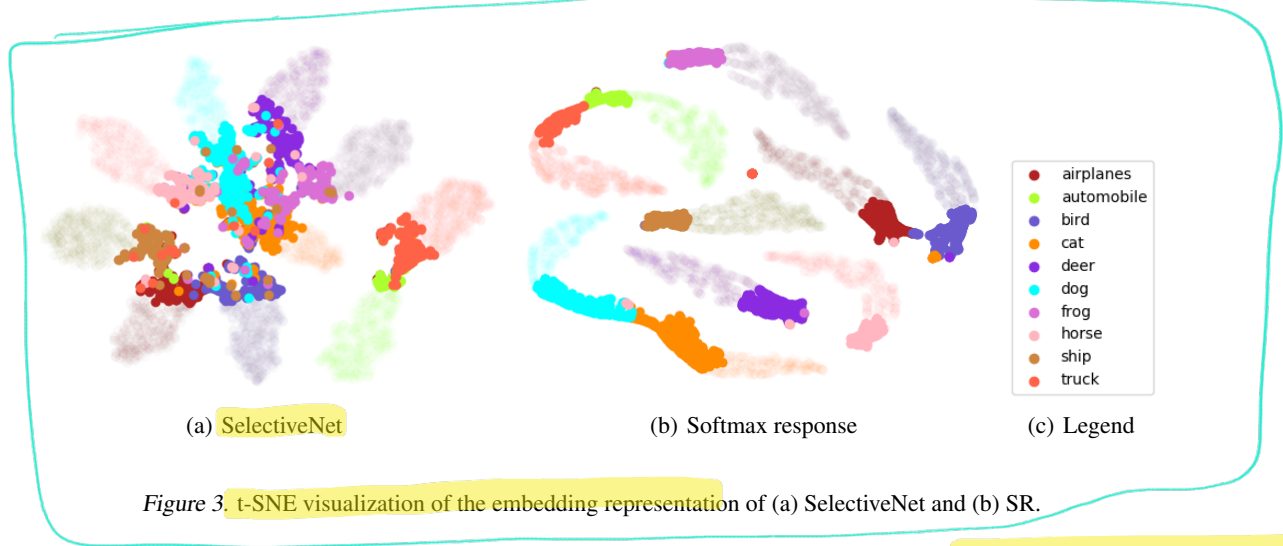 airplanes
automobile
bird
cat
deer
dog
frog
horse
ship
truck
(a) SelectiveNet
(b) Softmax response
(c) Legend
Figure 3. t-SNE visualization of the embedding representation of (a) SelectiveNet and (b) SR.